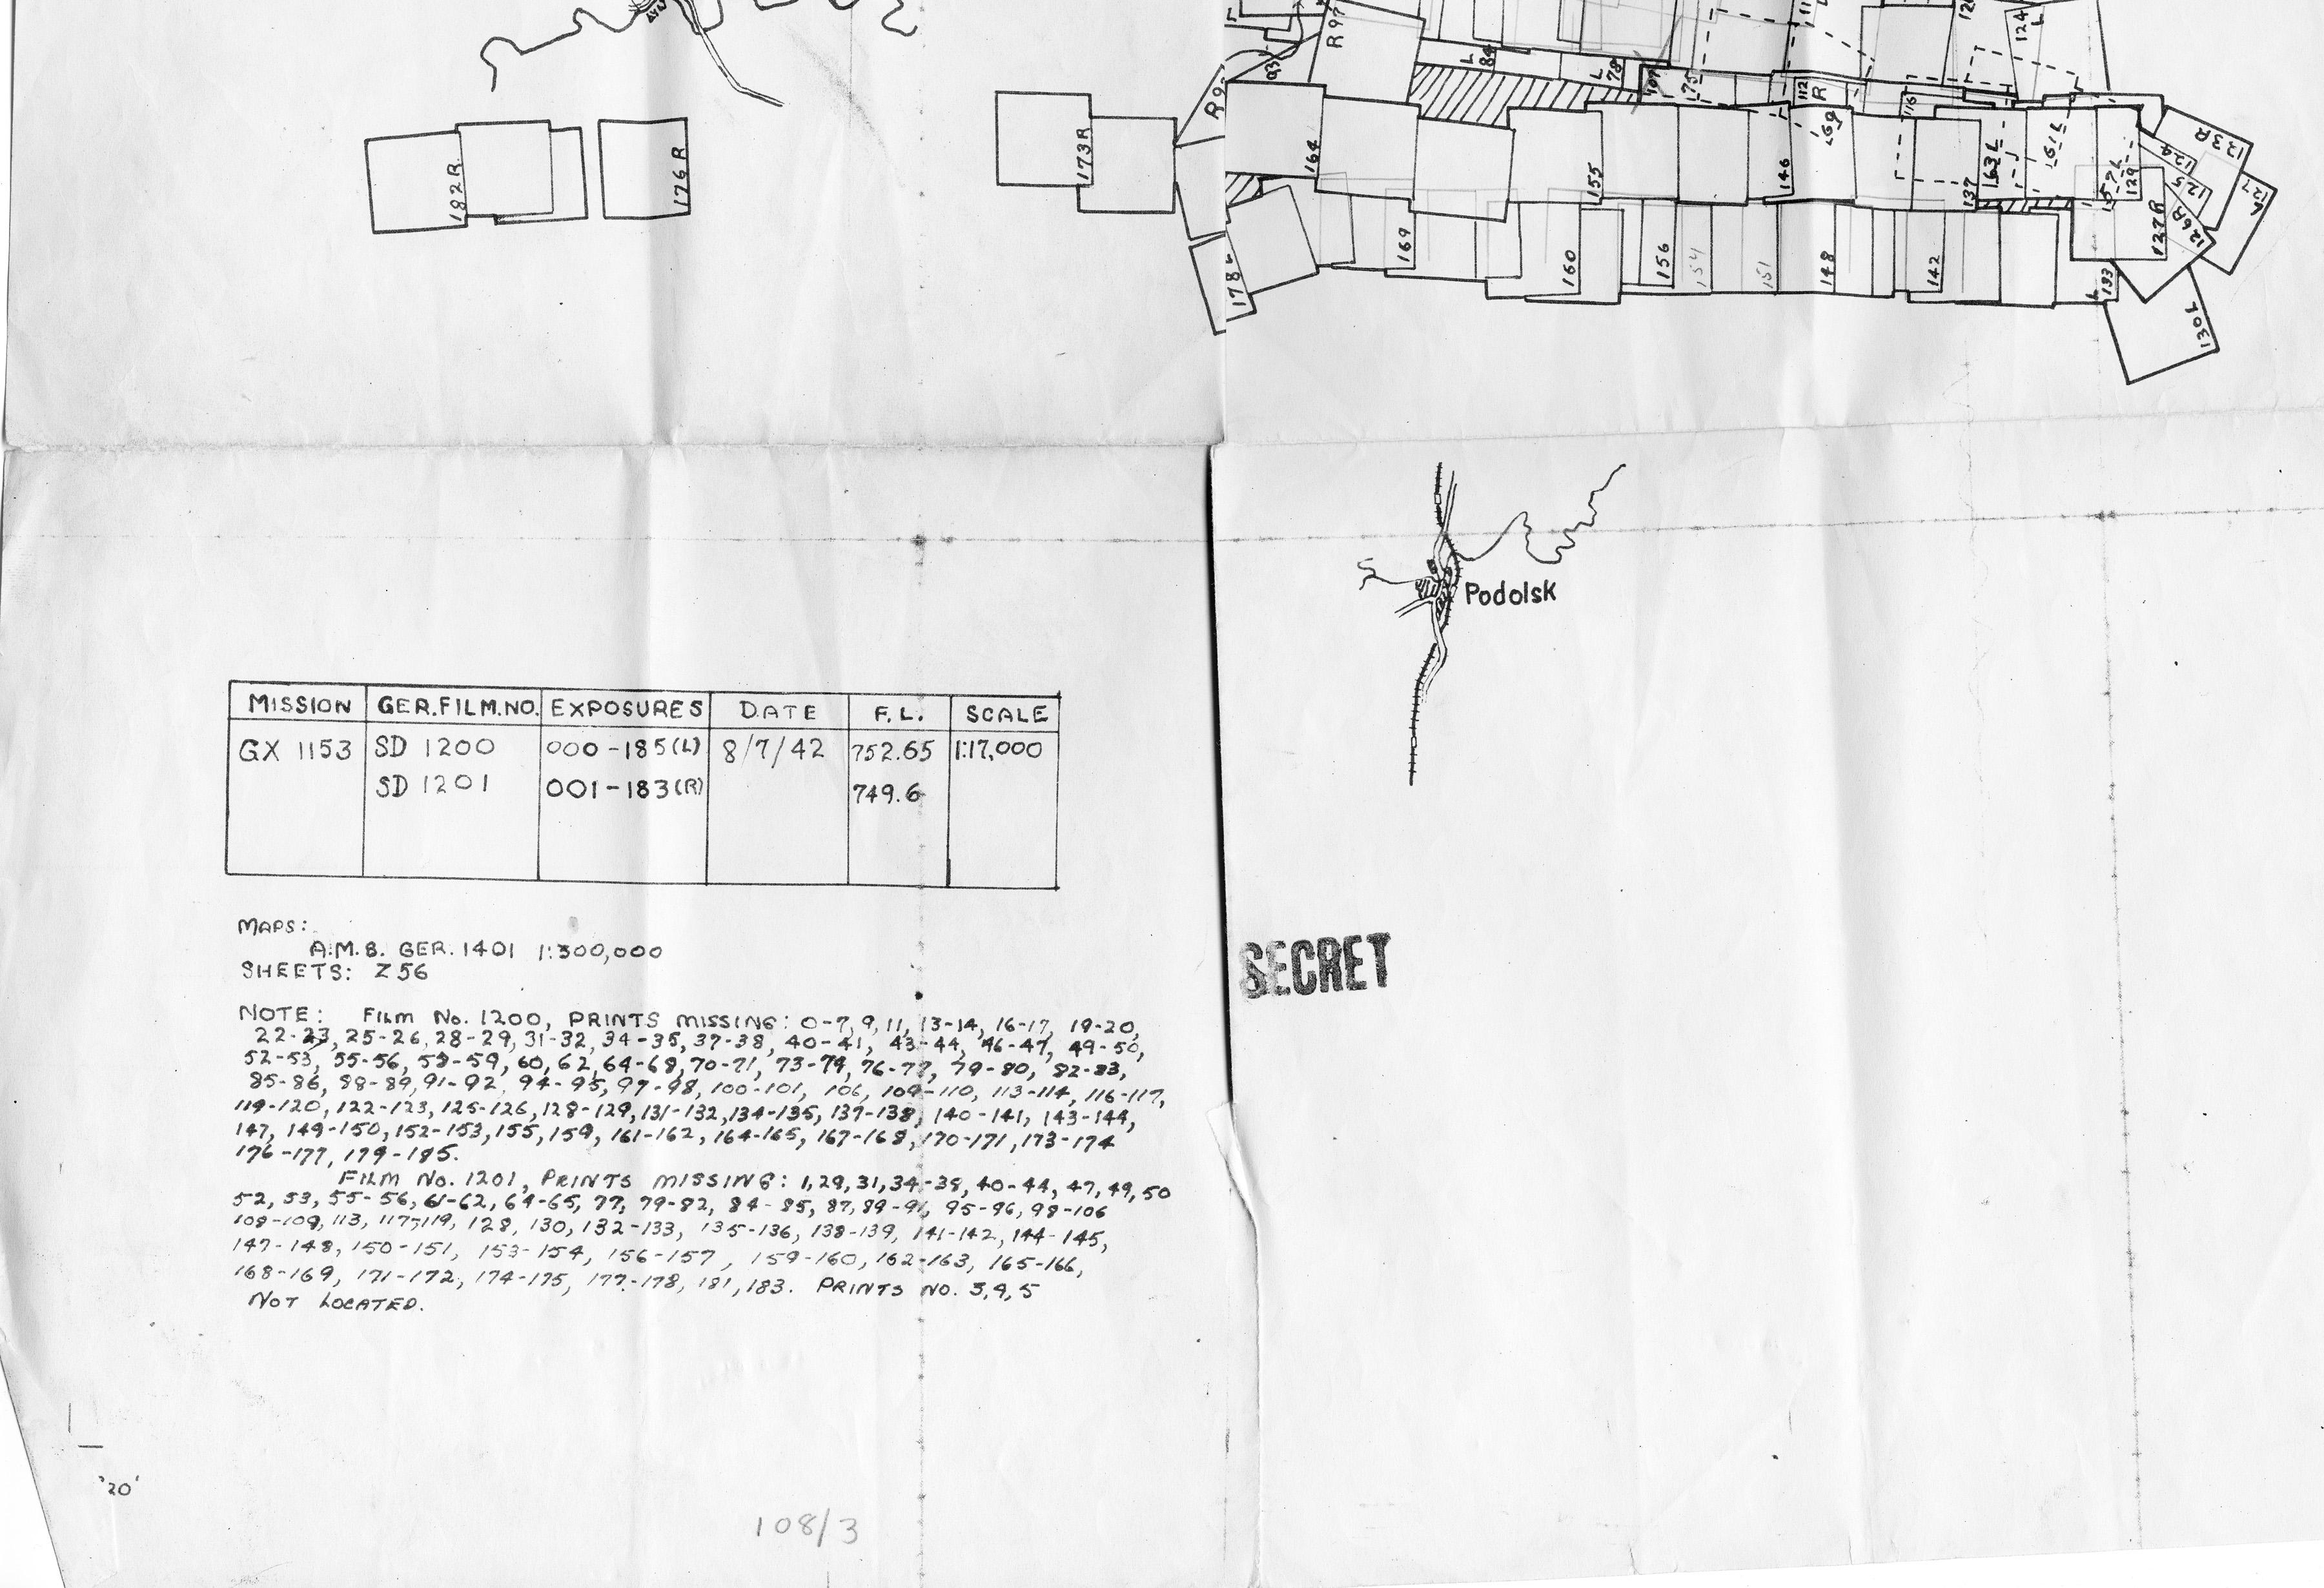 R97
L 84
L 78
107
175
112
R
116
124 L
93
182R
176R
173R
164
155
146
L69
137
163L
161L
157L
129
123R
124
125
127
126R
127R
169
160
156
154
151
148
142
L 133
130L
178 L
Podolsk
MISSION GER.FILM.NO. EXPOSURES DATE F.L. SCALE
GX 1153 SD 1200 000-185(L) 8/7/42 752.65 1:17,000
SD 1201 001-183(R) 749.6
MAPS:
A.M.S. GER. 1401 1:300,000
SHEETS: Z56
SECRET
NOTE: FILM No. 1200, PRINTS MISSING: 0-7, 9, 11, 13-14, 16-17, 19-20,
22-23, 25-26, 28-29, 31-32, 34-35, 37-38, 40-41, 43-44, 46-47, 49-50,
52-53, 55-56, 58-59, 60, 62, 64-68, 70-71, 73-74, 76-77, 79-80, 82-83,
85-86, 88-89, 91-92, 94-95, 97-98, 100-101, 106, 109-110, 113-114, 116-117,
119-120, 122-123, 125-126, 128-129, 131-132, 134-135, 137-138, 140-141, 143-144,
147, 149-150, 152-153, 155, 159, 161-162, 164-165, 167-168, 170-171, 173-174
176-177, 179-185.
FILM No. 1201, PRINTS MISSING: 1, 29, 31, 34-38, 40-44, 47, 49, 50
52, 53, 55-56, 61-62, 64-65, 77, 79-82, 84-85, 87, 89-91, 95-96, 98-106
108-109, 113, 117-119, 128, 130, 132-133, 135-136, 138-139, 141-142, 144-145,
147-148, 150-151, 153-154, 156-157, 159-160, 162-163, 165-166,
168-169, 171-172, 174-175, 177-178, 181, 183. PRINTS NO. 3, 4, 5
NOT LOCATED.
'20'
108/3